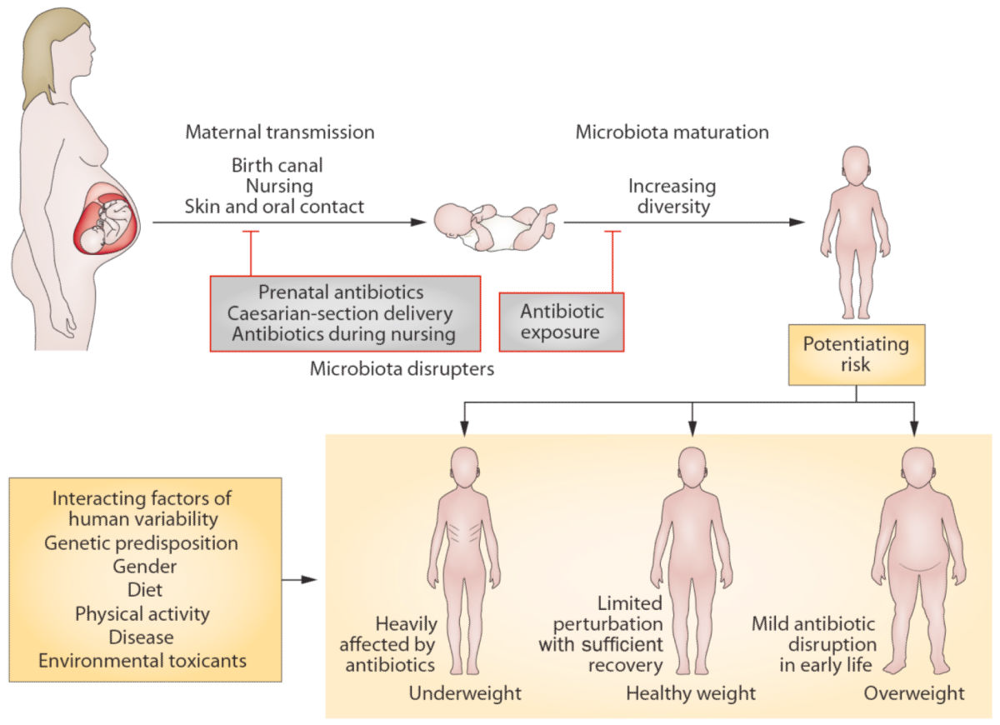 Maternal transmission
Birth canal
Nursing
Skin and oral contact
Microbiota maturation
Increasing
diversity
Prenatal antibiotics
Caesarian-section delivery
Antibiotics during nursing
Antibiotic
exposure
Microbiota disrupters
Potentiating
risk
Interacting factors of
human variability
Genetic predisposition
Gender
Diet
Physical activity
Disease
Environmental toxicants
Heavily
affected by
antibiotics
Underweight
Limited
perturbation
with sufficient
recovery
Healthy weight
Mild antibiotic
disruption
in early life
Overweight